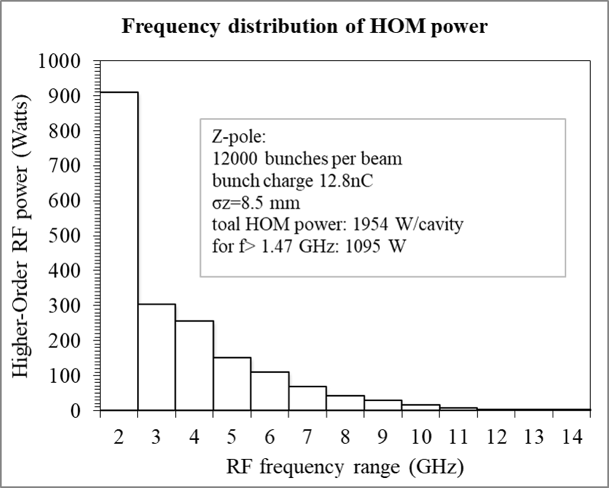 Frequency distribution of HOM power
Higher-Order RF power (Watts)
1000
900
800
700
600
500
400
300
200
100
0
Z-pole:
12000 bunches per beam
bunch charge 12.8nC
σz=8.5 mm
toal HOM power: 1954 W/cavity
for f> 1.47 GHz: 1095 W
2 3 4 5 6 7 8 9 10 11 12 13 14
RF frequency range (GHz)